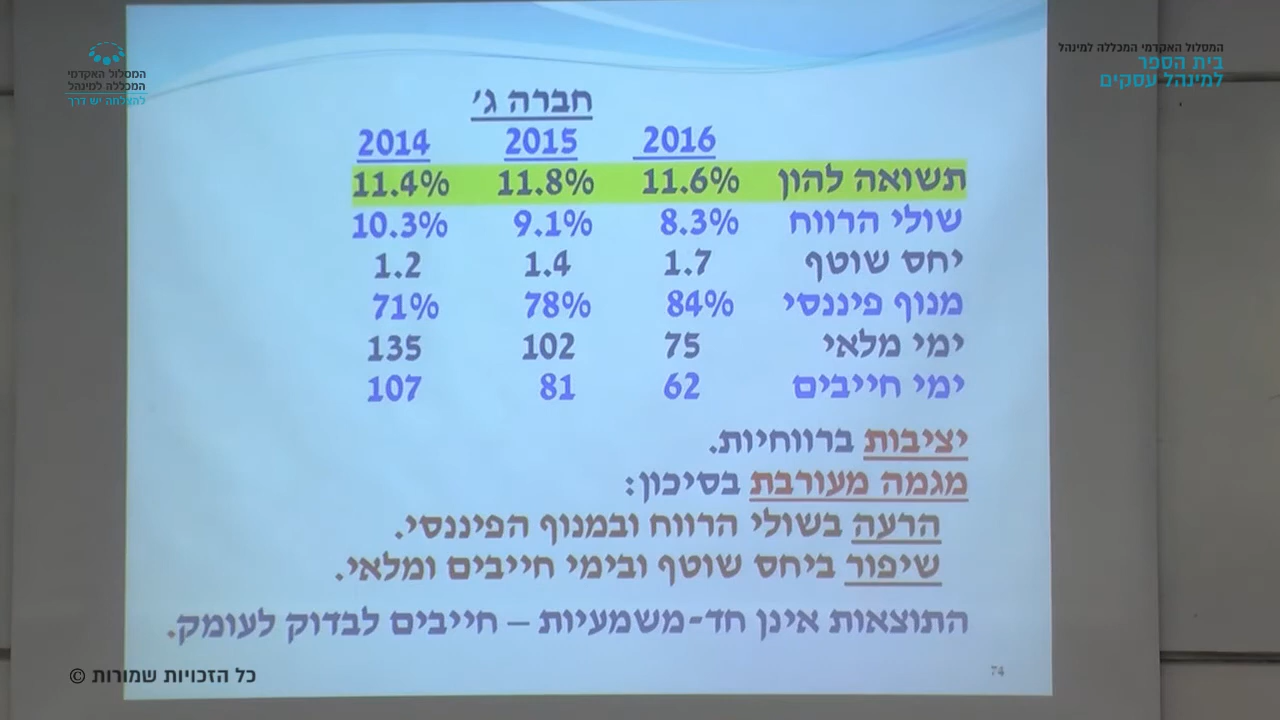 המסלול האקדמי המכללה למינהל
בית הספר
למינהל עסקים
המסלול האקדמי
המכללה למינהל
להצלחה יש דרך
חברה ג'
2016 2015 2014
תשואה להון 11.6% 11.8% 11.4%
שולי הרווח 8.3% 9.1% 10.3%
יחס שוטף 1.7 1.4 1.2
מנוף פיננסי 84% 78% 71%
ימי מלאי 75 102 135
ימי חייבים 62 81 107
יציבות ברווחיות.
מגמה מעורבת בסיכון:
הרעה בשולי הרווח ובמנוף הפיננסי.
שיפור ביחס שוטף ובימי חייבים ומלאי.
התוצאות אינן חד-משמעיות – חייבים לבדוק לעומק.
74
כל הזכויות שמורות ©